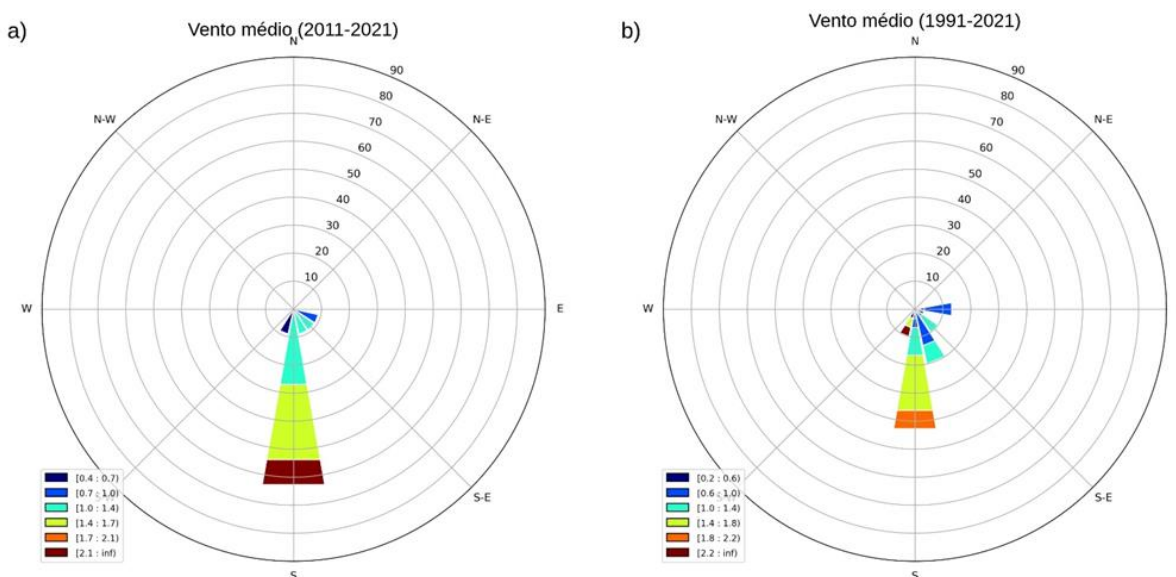 a)
Vento médio (2011-2021)
N
N-W
N-E
90
80
70
60
50
40
30
20
10
W
E
S-W
S-E
S
[0.4 : 0.7)
[0.7 : 1.0)
[1.0 : 1.4)
[1.4 : 1.7)
[1.7 : 2.1)
[2.1 : inf)
b)
Vento médio (1991-2021)
N
N-W
N-E
90
80
70
60
50
40
30
20
10
W
S-W
S-E
S
[0.2 : 0.6)
[0.6 : 1.0)
[1.0 : 1.4)
[1.4 : 1.8)
[1.8 : 2.2)
[2.2 : inf)